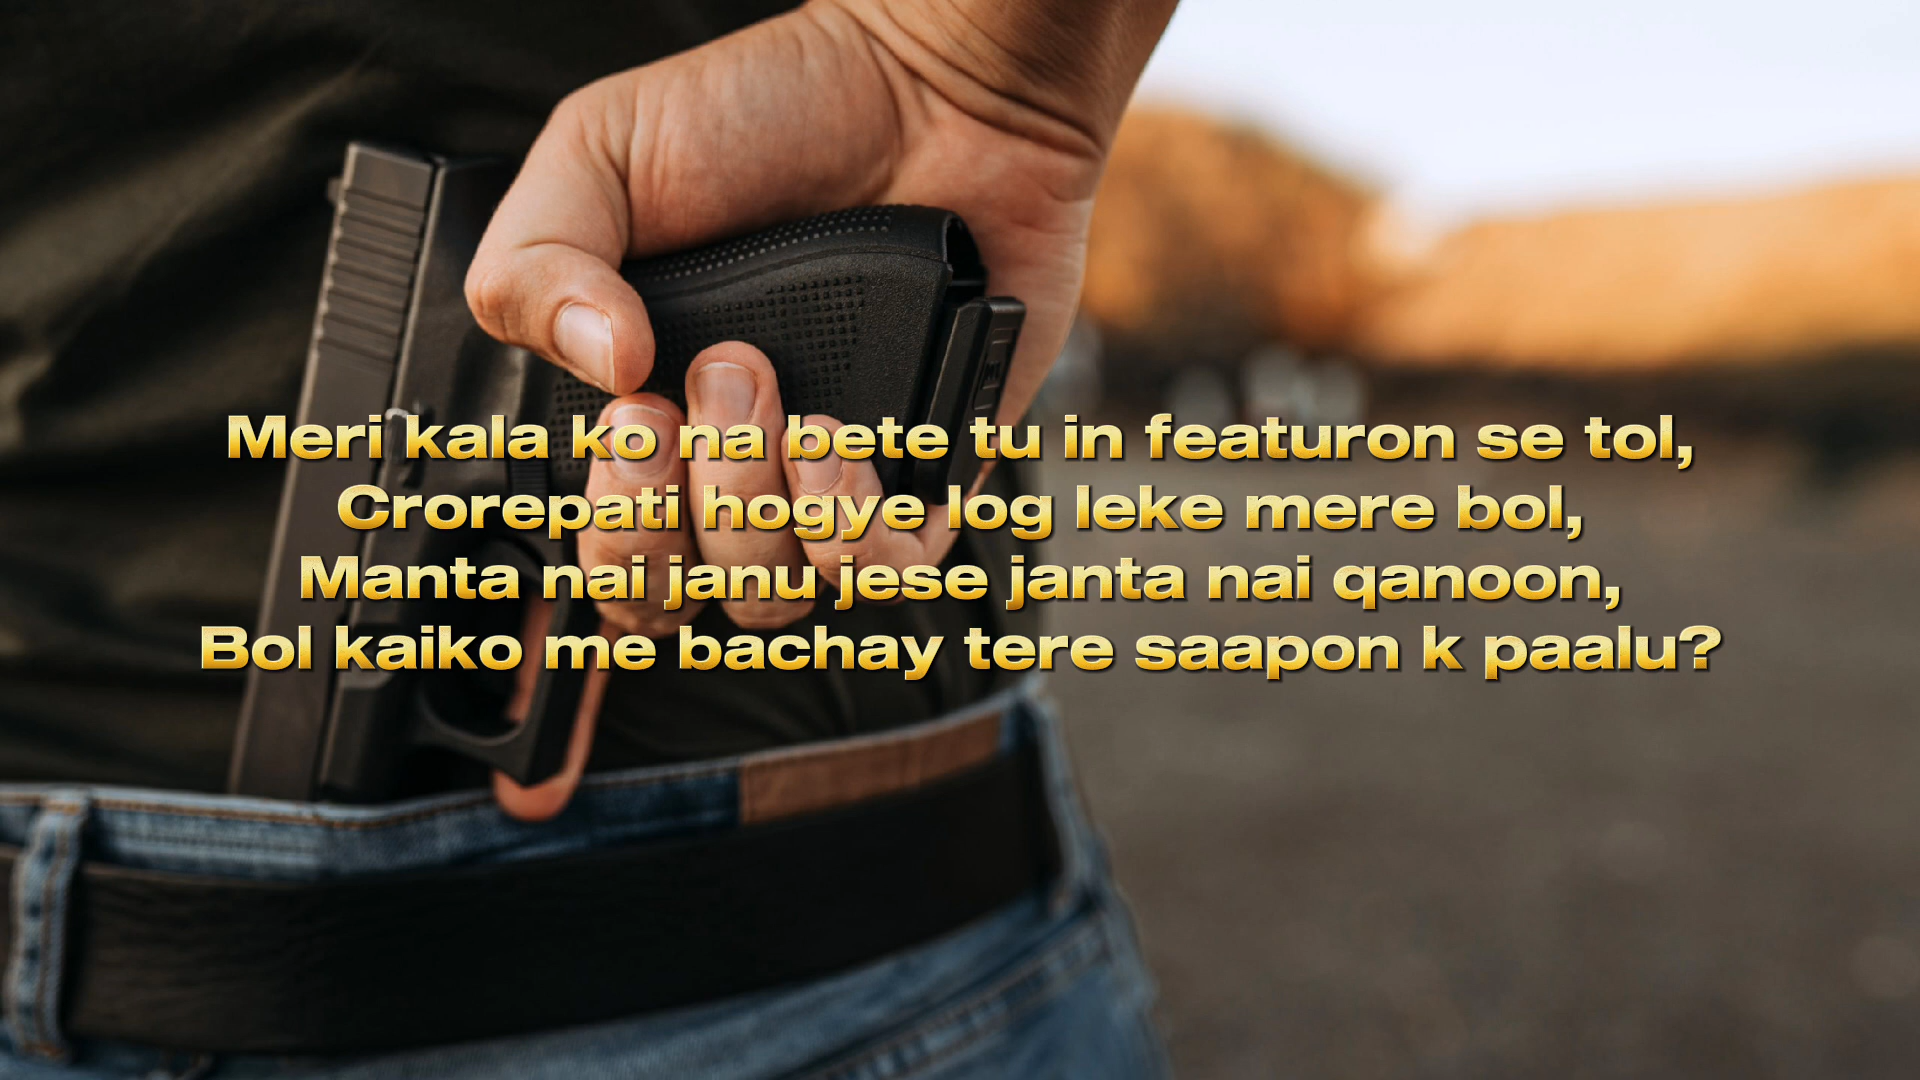 Meri kala ko na bete tu in featuron se tol,
Crorepati hogye log leke mere bol,
Manta nai janu jese janta nai qanoon,
Bol kaiko me bachay tere saapon k paalu?